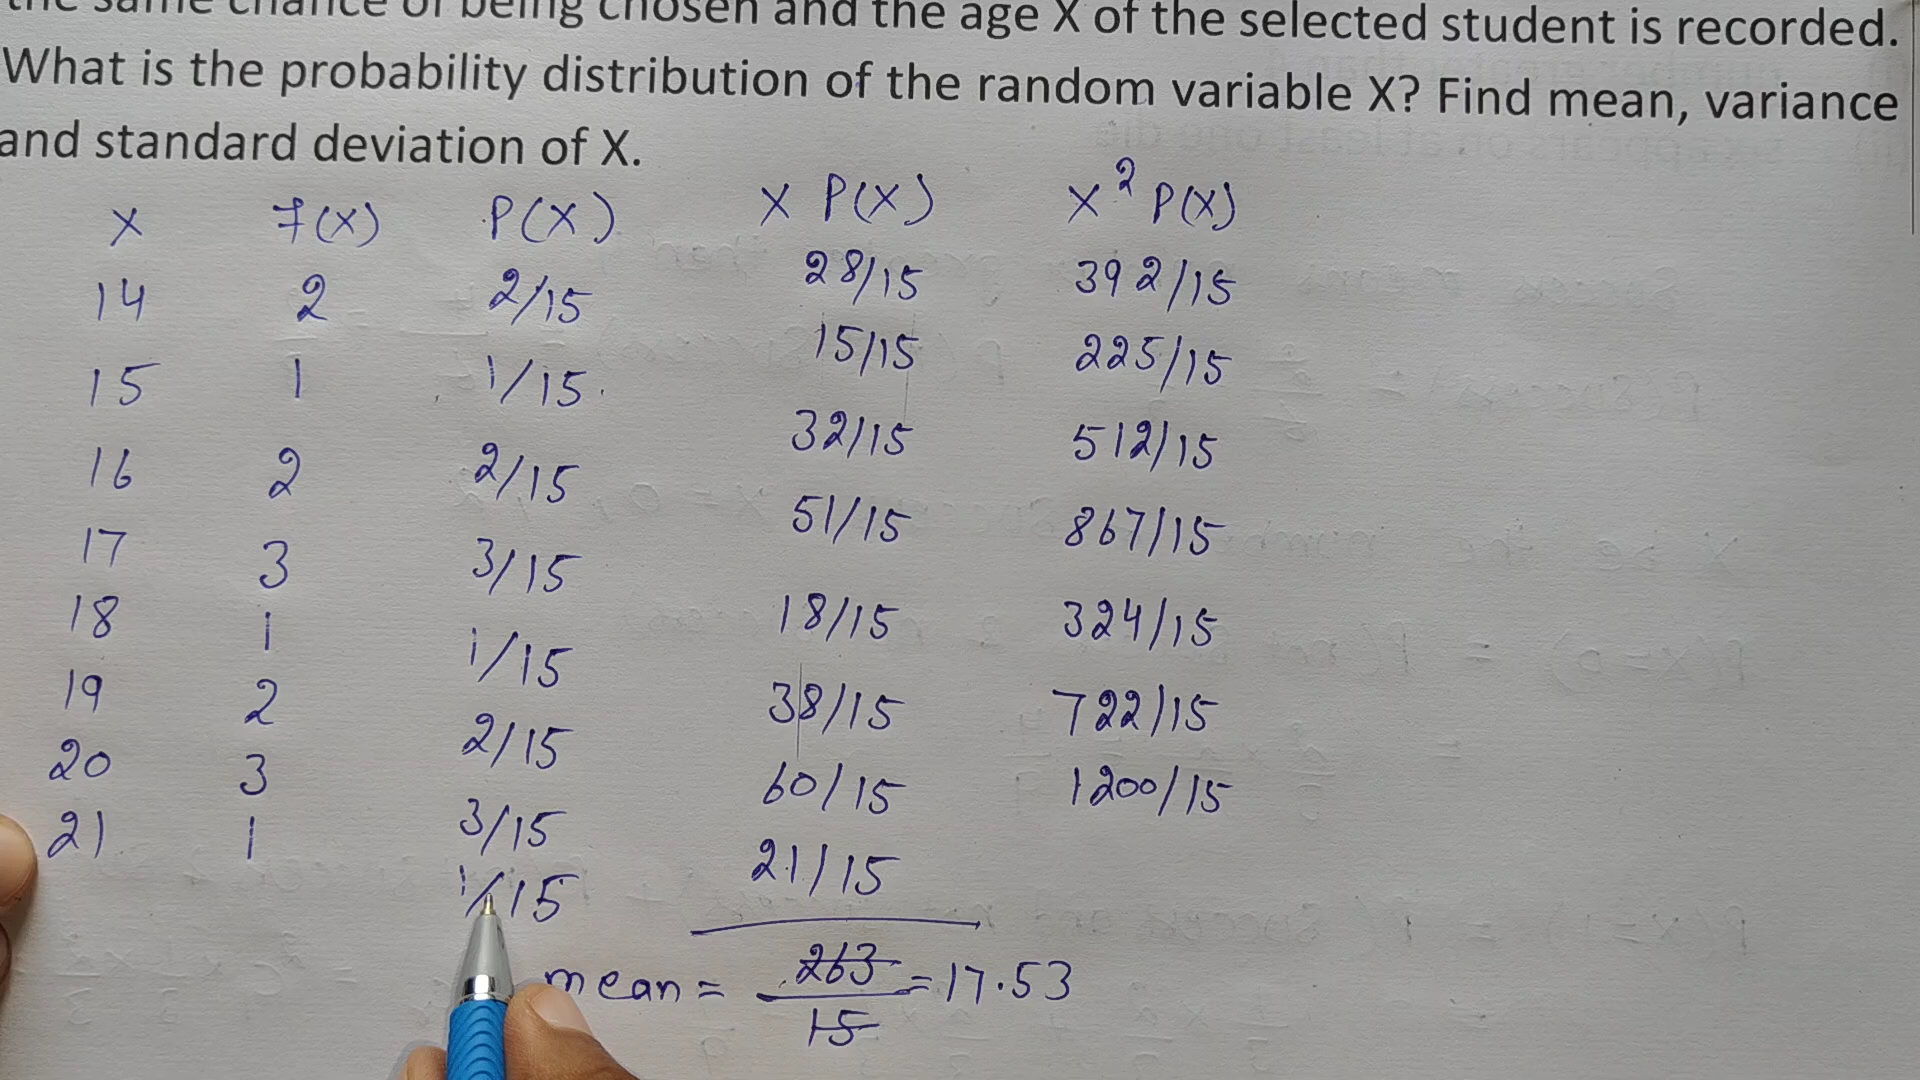 the same chance of being chosen and the age X of the selected student is recorded.
What is the probability distribution of the random variable X? Find mean, variance
and standard deviation of X.
X f(X) P(X) X P(X) X² P(X)
14 2 2/15 28/15 392/15
15 1 1/15 15/15 225/15
16 2 2/15 32/15 512/15
17 3 3/15 51/15 867/15
18 1 1/15 18/15 324/15
19 2 2/15 38/15 722/15
20 3 3/15 60/15 1200/15
21 1 1/15 21/15
mean = 263/15 = 17.53